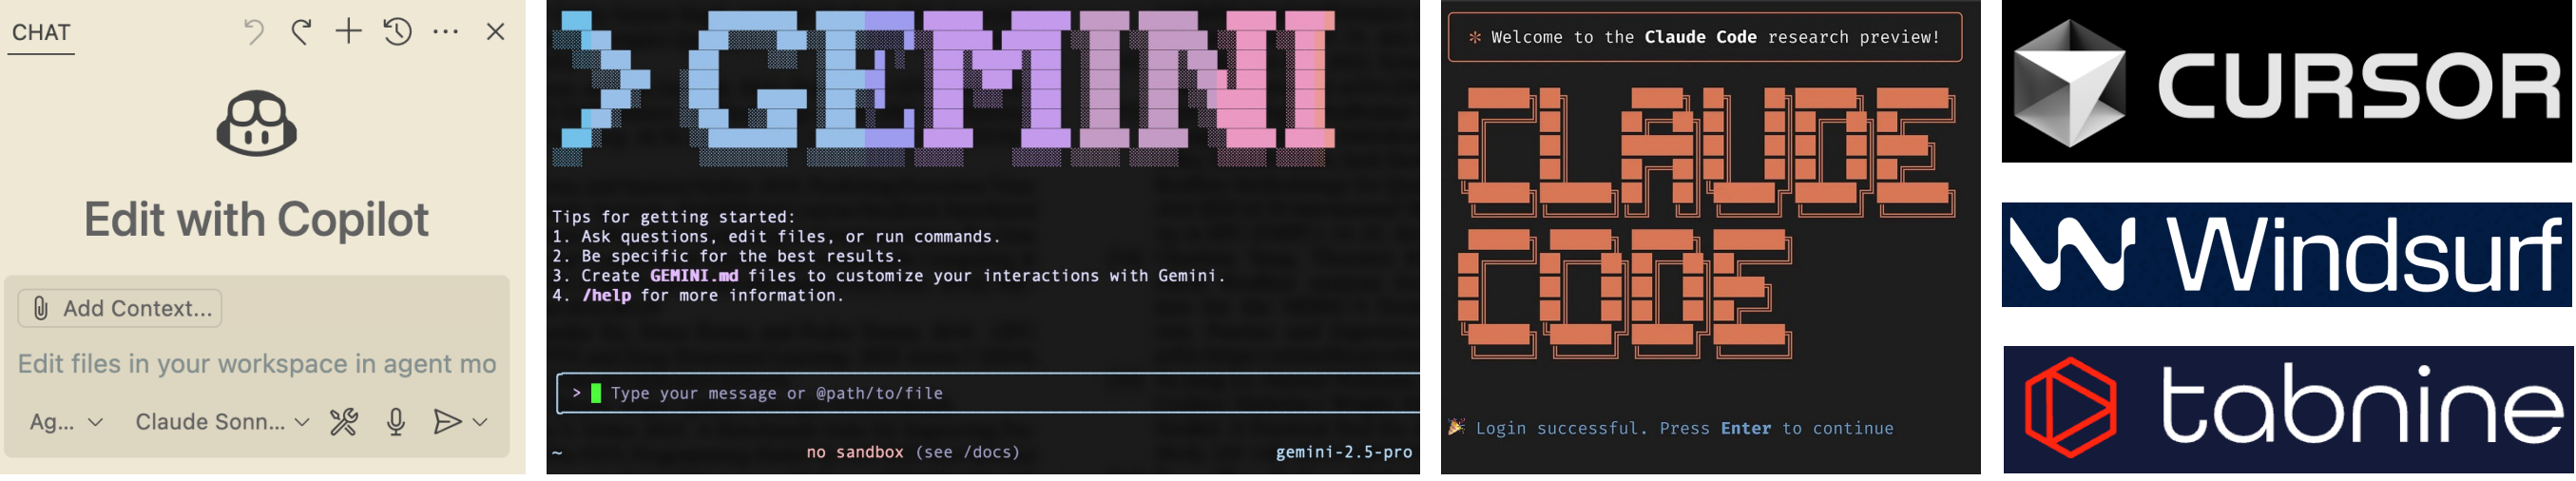 CHAT
Edit with Copilot
Add Context...
Edit files in your workspace in agent mo
Ag...
Claude Sonn...
> GEMINI
Tips for getting started:
1. Ask questions, edit files, or run commands.
2. Be specific for the best results.
3. Create GEMINI.md files to customize your interactions with Gemini.
4. /help for more information.
> Type your message or @path/to/file
~ no sandbox (see /docs) gemini-2.5-pro
✻ Welcome to the Claude Code research preview!
CLAUDE
CODE
🎉 Login successful. Press Enter to continue
CURSOR
Windsurf
tabnine